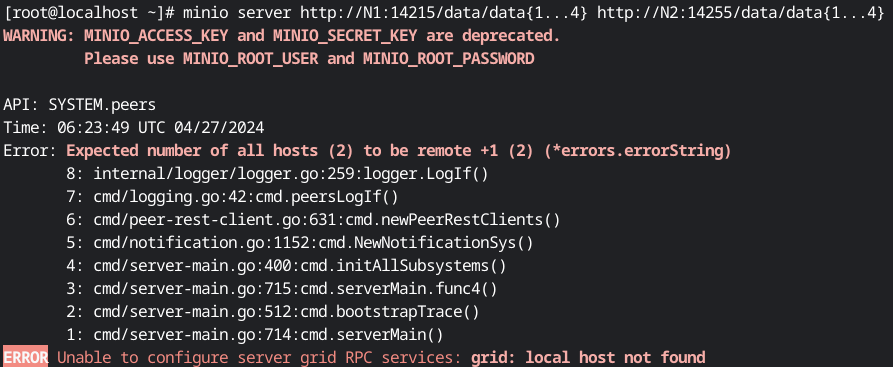 [root@localhost ~]# minio server http://N1:14215/data/data{1...4} http://N2:14255/data/data{1...4}
WARNING: MINIO_ACCESS_KEY and MINIO_SECRET_KEY are deprecated.
         Please use MINIO_ROOT_USER and MINIO_ROOT_PASSWORD

API: SYSTEM.peers
Time: 06:23:49 UTC 04/27/2024
Error: Expected number of all hosts (2) to be remote +1 (2) (*errors.errorString)
       8: internal/logger/logger.go:259:logger.LogIf()
       7: cmd/logging.go:42:cmd.peersLogIf()
       6: cmd/peer-rest-client.go:631:cmd.newPeerRestClients()
       5: cmd/notification.go:1152:cmd.NewNotificationSys()
       4: cmd/server-main.go:400:cmd.initAllSubsystems()
       3: cmd/server-main.go:715:cmd.serverMain.func4()
       2: cmd/server-main.go:512:cmd.bootstrapTrace()
       1: cmd/server-main.go:714:cmd.serverMain()
ERROR Unable to configure server grid RPC services: grid: local host not found